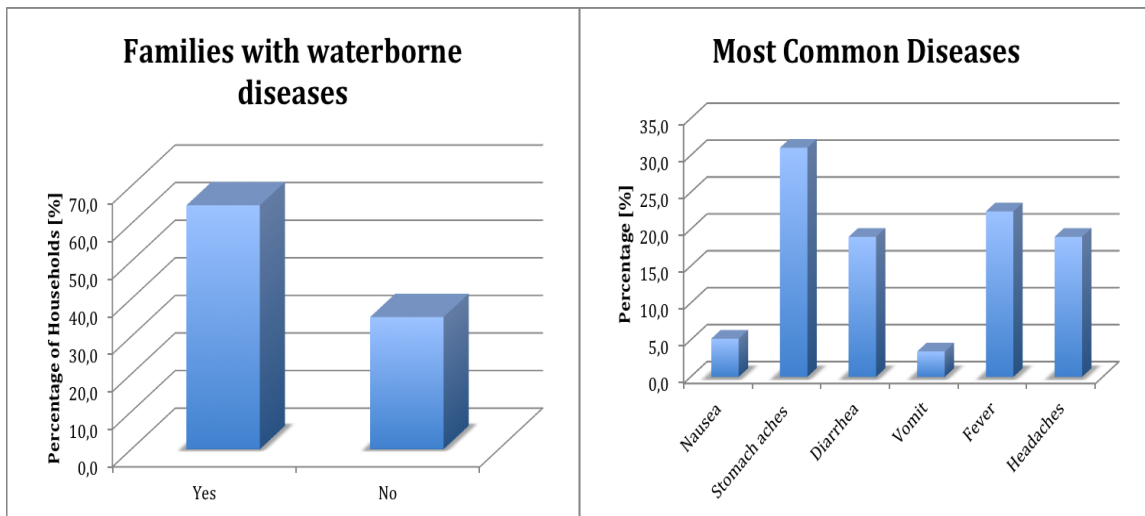 Families with waterborne
diseases
Percentage of Households [%]
70,0
60,0
50,0
40,0
30,0
20,0
10,0
0,0
Yes
No
Most Common Diseases
Percentage [%]
35,0
30,0
25,0
20,0
15,0
10,0
5,0
0,0
Nausea
Stomach aches
Diarrhea
Vomit
Fever
Headaches